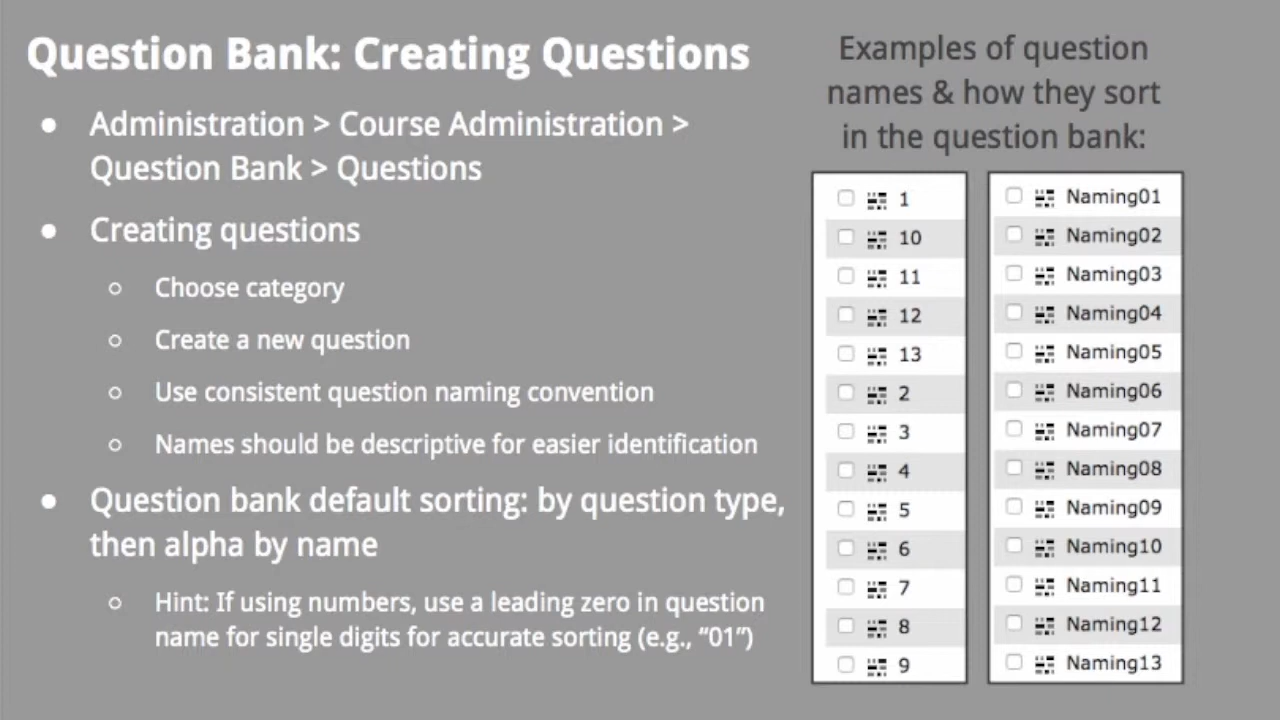 Question Bank: Creating Questions
● Administration > Course Administration >
Question Bank > Questions
● Creating questions
○ Choose category
○ Create a new question
○ Use consistent question naming convention
○ Names should be descriptive for easier identification
● Question bank default sorting: by question type,
then alpha by name
○ Hint: If using numbers, use a leading zero in question
name for single digits for accurate sorting (e.g., “01”)
Examples of question
names & how they sort
in the question bank:
1
10
11
12
13
2
3
4
5
6
7
8
9
Naming01
Naming02
Naming03
Naming04
Naming05
Naming06
Naming07
Naming08
Naming09
Naming10
Naming11
Naming12
Naming13